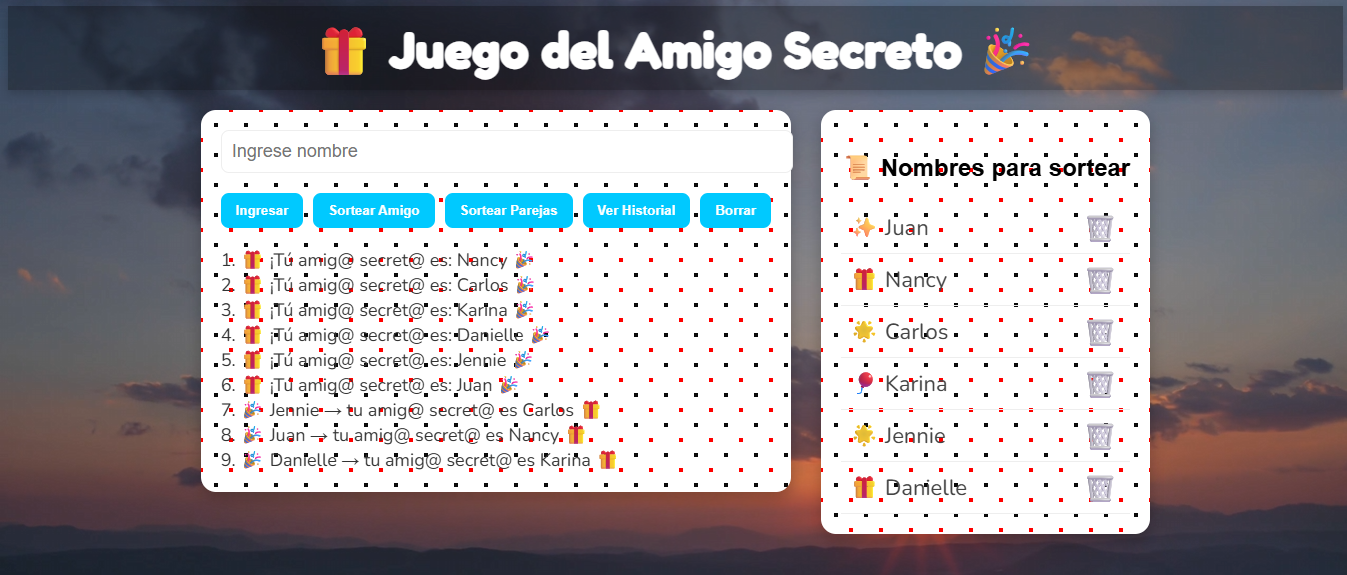 🎁 Juego del Amigo Secreto 🎉
Ingrese nombre
Ingresar
Sortear Amigo
Sortear Parejas
Ver Historial
Borrar
1. 🎁 ¡Tú amig@ secret@ es: Nancy 🎉
2. 🎁 ¡Tú amig@ secret@ es: Carlos 🎉
3. 🎁 ¡Tú amig@ secret@ es: Karina 🎉
4. 🎁 ¡Tú amig@ secret@ es: Danielle 🎉
5. 🎁 ¡Tú amig@ secret@ es: Jennie 🎉
6. 🎁 ¡Tú amig@ secret@ es: Juan 🎉
7. 🎉 Jennie → tu amig@ secret@ es Carlos 🎁
8. 🎉 Juan → tu amig@ secret@ es Nancy 🎁
9. 🎉 Danielle → tu amig@ secret@ es Karina 🎁
📜 Nombres para sortear
✨ Juan 🗑️
🎁 Nancy 🗑️
🌟 Carlos 🗑️
🎈 Karina 🗑️
🌟 Jennie 🗑️
🎁 Danielle 🗑️